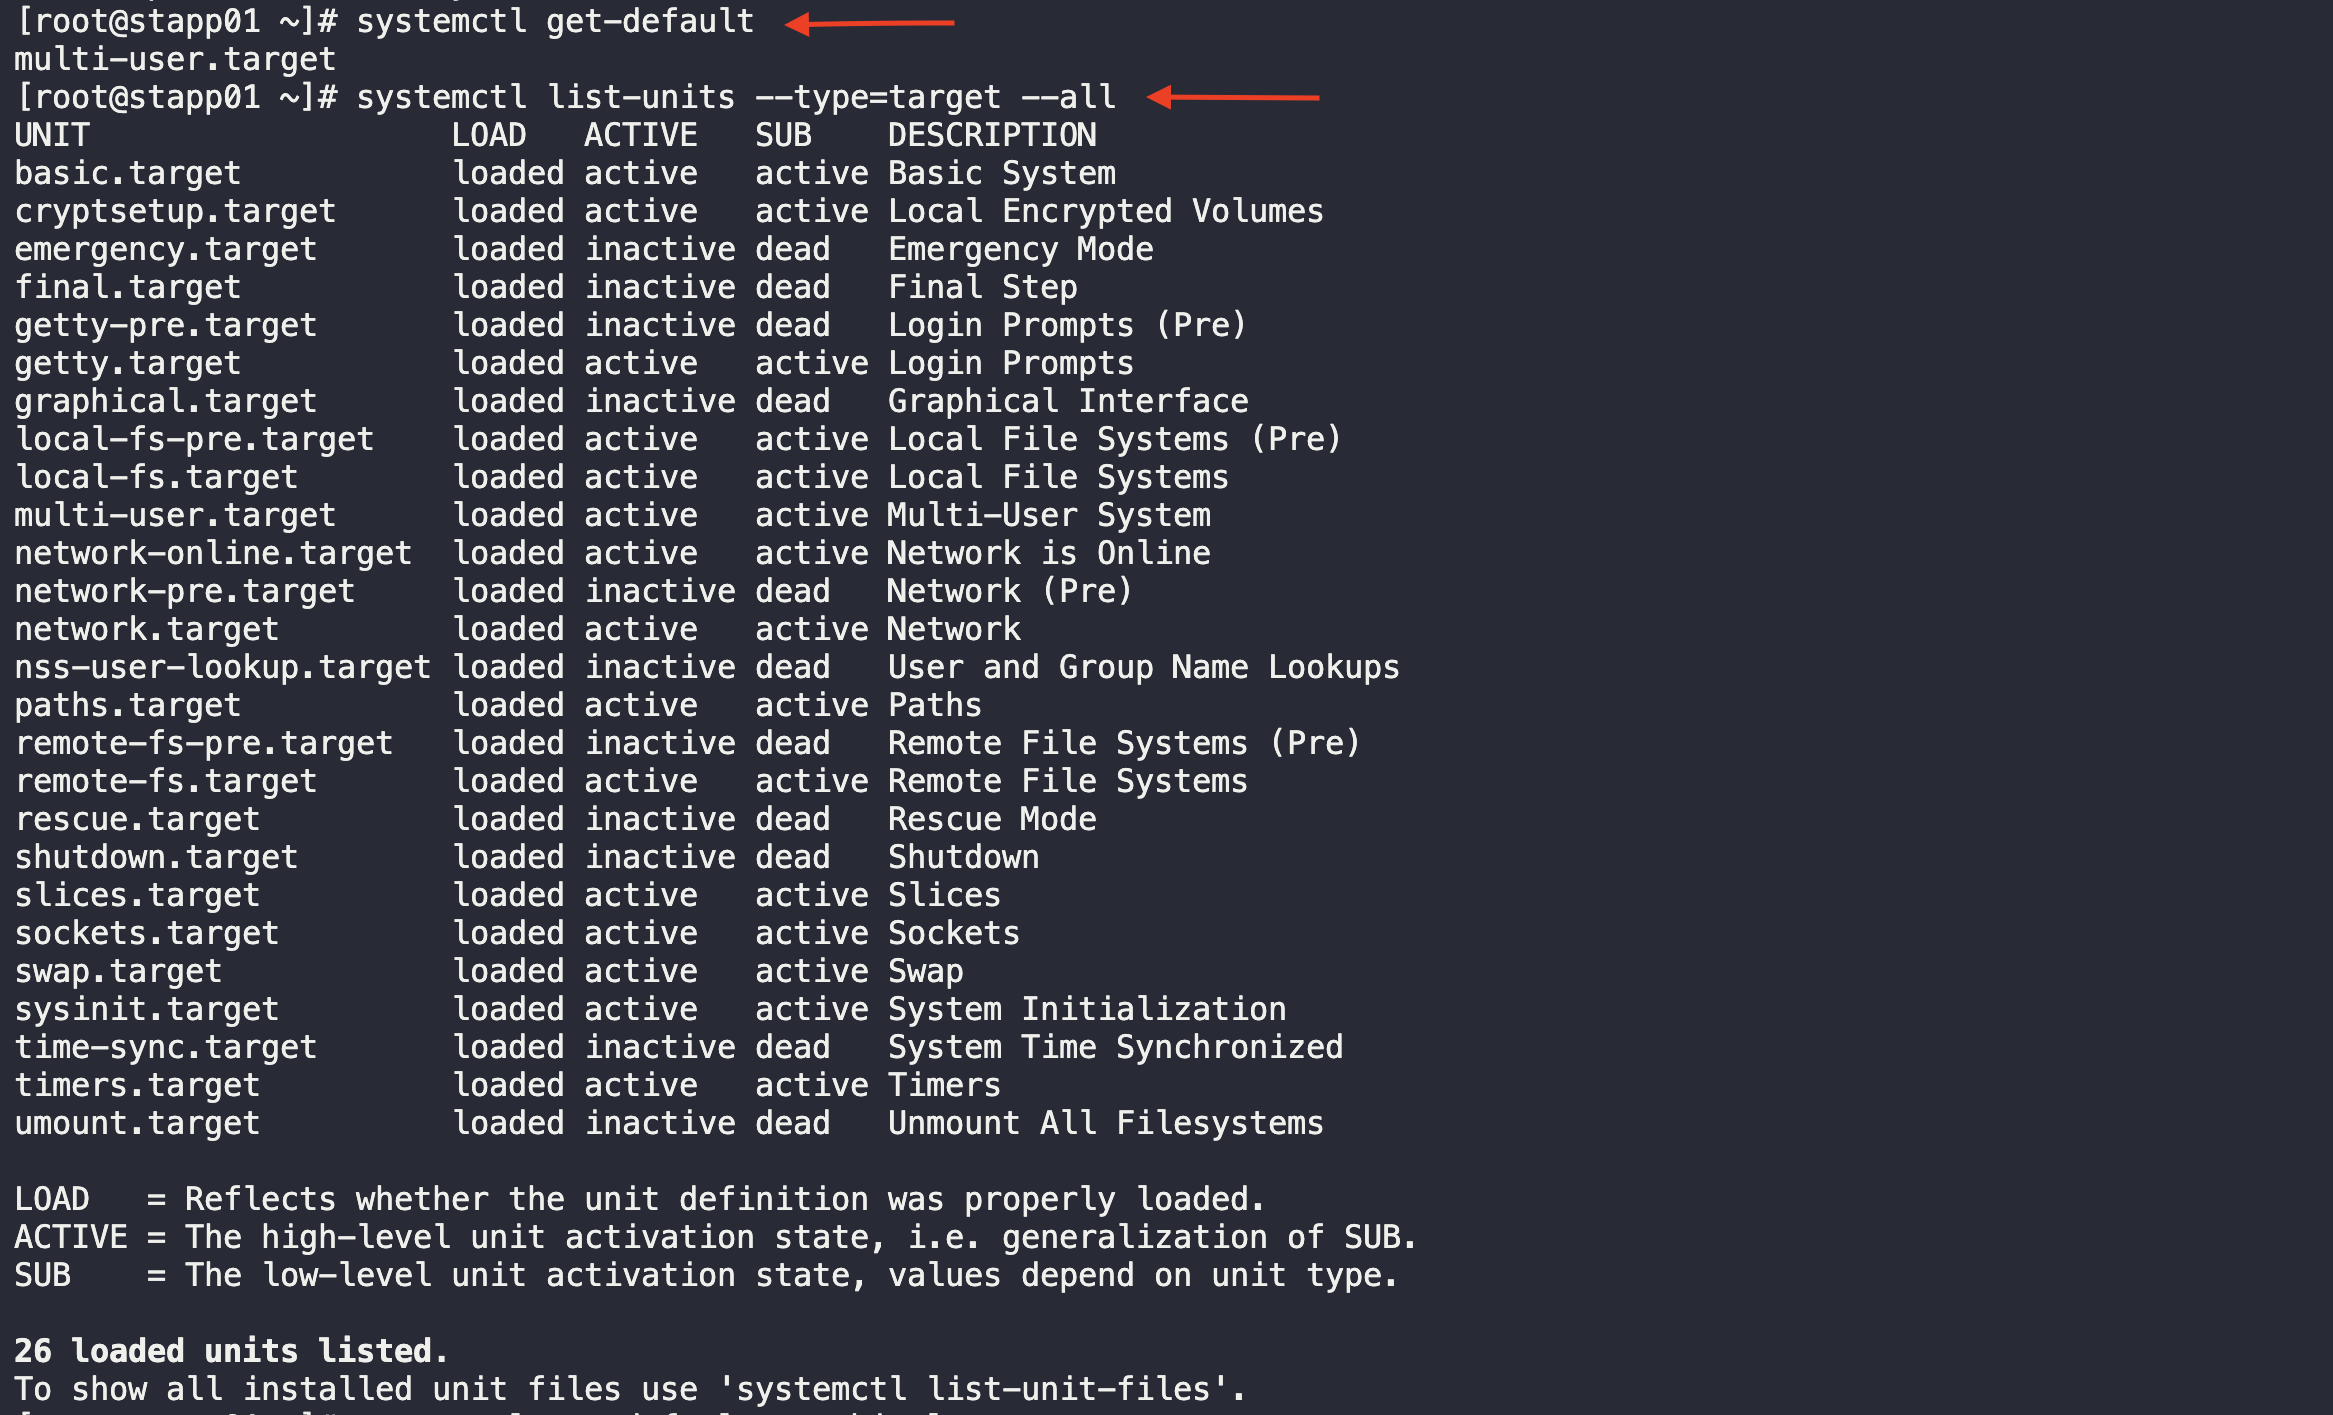 [root@stapp01 ~]# systemctl get-default
multi-user.target
[root@stapp01 ~]# systemctl list-units --type=target --all
UNIT                   LOAD   ACTIVE   SUB    DESCRIPTION
basic.target           loaded active   active Basic System
cryptsetup.target      loaded active   active Local Encrypted Volumes
emergency.target       loaded inactive dead   Emergency Mode
final.target           loaded inactive dead   Final Step
getty-pre.target       loaded inactive dead   Login Prompts (Pre)
getty.target           loaded active   active Login Prompts
graphical.target       loaded inactive dead   Graphical Interface
local-fs-pre.target    loaded active   active Local File Systems (Pre)
local-fs.target        loaded active   active Local File Systems
multi-user.target      loaded active   active Multi-User System
network-online.target  loaded active   active Network is Online
network-pre.target     loaded inactive dead   Network (Pre)
network.target         loaded active   active Network
nss-user-lookup.target loaded inactive dead   User and Group Name Lookups
paths.target           loaded active   active Paths
remote-fs-pre.target   loaded inactive dead   Remote File Systems (Pre)
remote-fs.target       loaded active   active Remote File Systems
rescue.target          loaded inactive dead   Rescue Mode
shutdown.target        loaded inactive dead   Shutdown
slices.target          loaded active   active Slices
sockets.target         loaded active   active Sockets
swap.target            loaded active   active Swap
sysinit.target         loaded active   active System Initialization
time-sync.target       loaded inactive dead   System Time Synchronized
timers.target          loaded active   active Timers
umount.target          loaded inactive dead   Unmount All Filesystems
LOAD   = Reflects whether the unit definition was properly loaded.
ACTIVE = The high-level unit activation state, i.e. generalization of SUB.
SUB    = The low-level unit activation state, values depend on unit type.
26 loaded units listed.
To show all installed unit files use 'systemctl list-unit-files'.